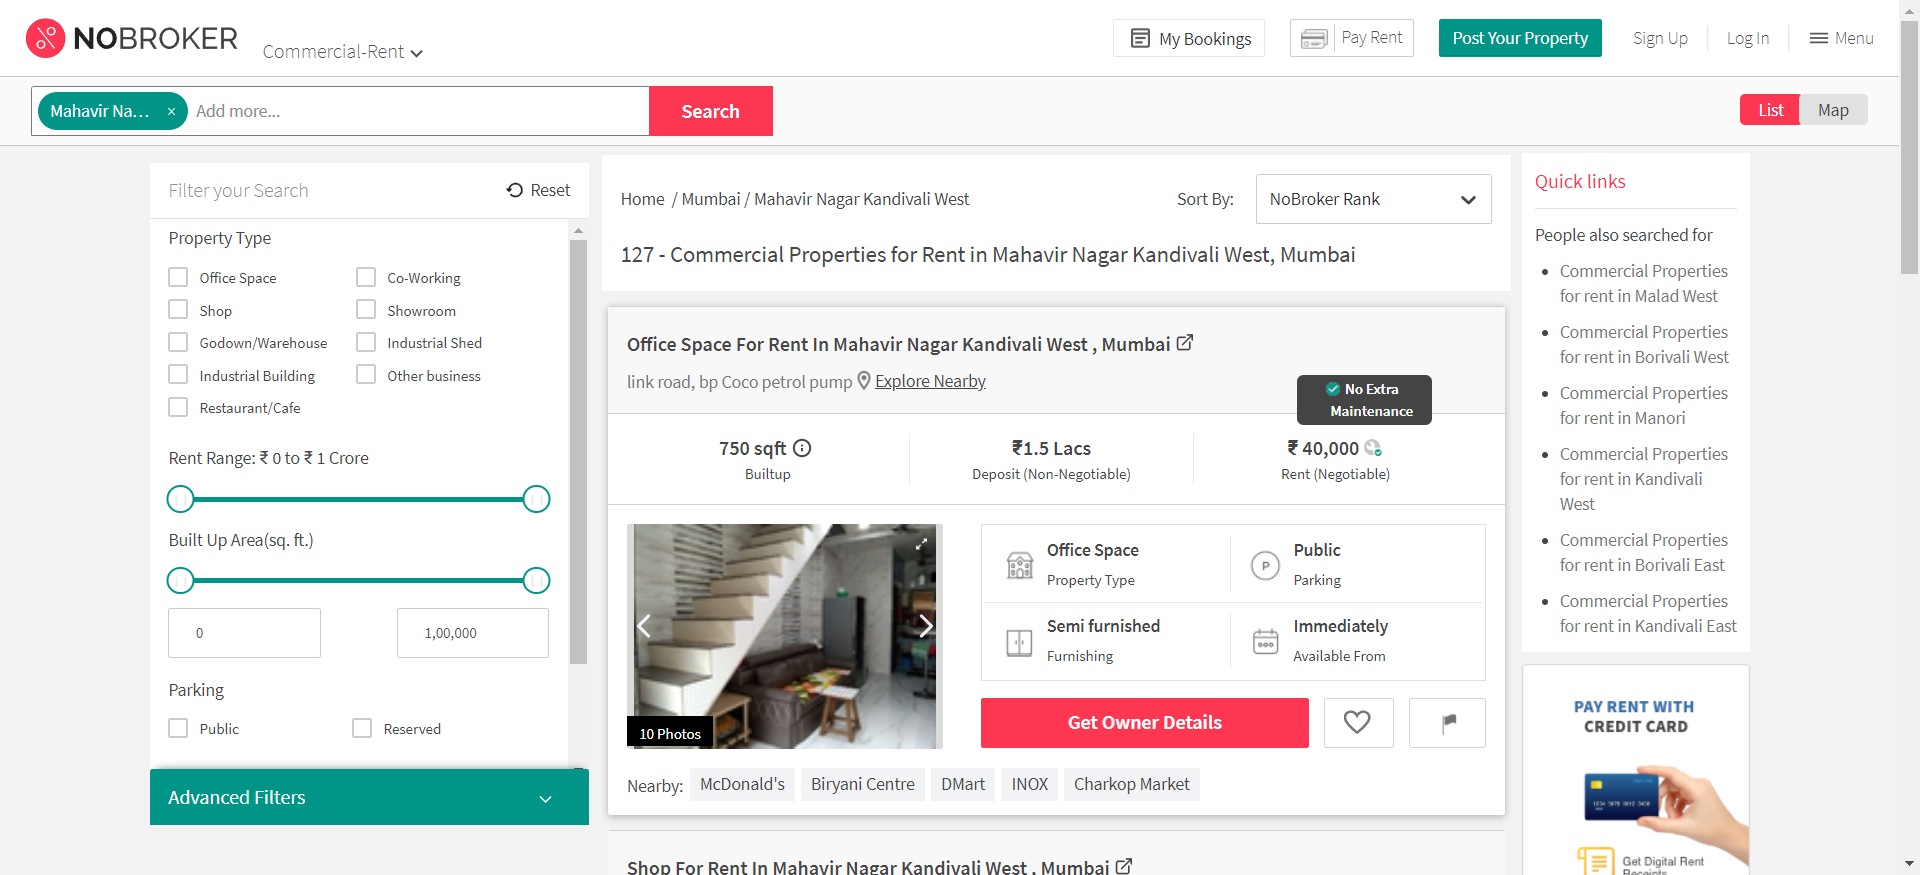 NOBROKER
Commercial-Rent
My Bookings
Pay Rent
Post Your Property
Sign Up
Log In
Menu
Mahavir Na...
×
Add more...
Search
List
Map
Filter your Search
Reset
Property Type
Office Space
Co-Working
Shop
Showroom
Godown/Warehouse
Industrial Shed
Industrial Building
Other business
Restaurant/Cafe
Rent Range: ₹ 0 to ₹ 1 Crore
Built Up Area(sq. ft.)
0
1,00,000
Parking
Public
Reserved
Advanced Filters
Home / Mumbai / Mahavir Nagar Kandivali West
Sort By:
NoBroker Rank
127 - Commercial Properties for Rent in Mahavir Nagar Kandivali West, Mumbai
Office Space For Rent In Mahavir Nagar Kandivali West , Mumbai
link road, bp Coco petrol pump
Explore Nearby
No Extra
Maintenance
750 sqft
Builtup
₹1.5 Lacs
Deposit (Non-Negotiable)
₹ 40,000
Rent (Negotiable)
10 Photos
Office Space
Property Type
P
Public
Parking
Semi furnished
Furnishing
Immediately
Available From
Get Owner Details
Nearby:
McDonald's
Biryani Centre
DMart
INOX
Charkop Market
Shop For Rent In Mahavir Nagar Kandivali West , Mumbai
Quick links
People also searched for
Commercial Properties
for rent in Malad West
Commercial Properties
for rent in Borivali West
Commercial Properties
for rent in Manori
Commercial Properties
for rent in Kandivali
West
Commercial Properties
for rent in Borivali East
Commercial Properties
for rent in Kandivali East
PAY RENT WITH
CREDIT CARD
Get Digital Rent
Receipts